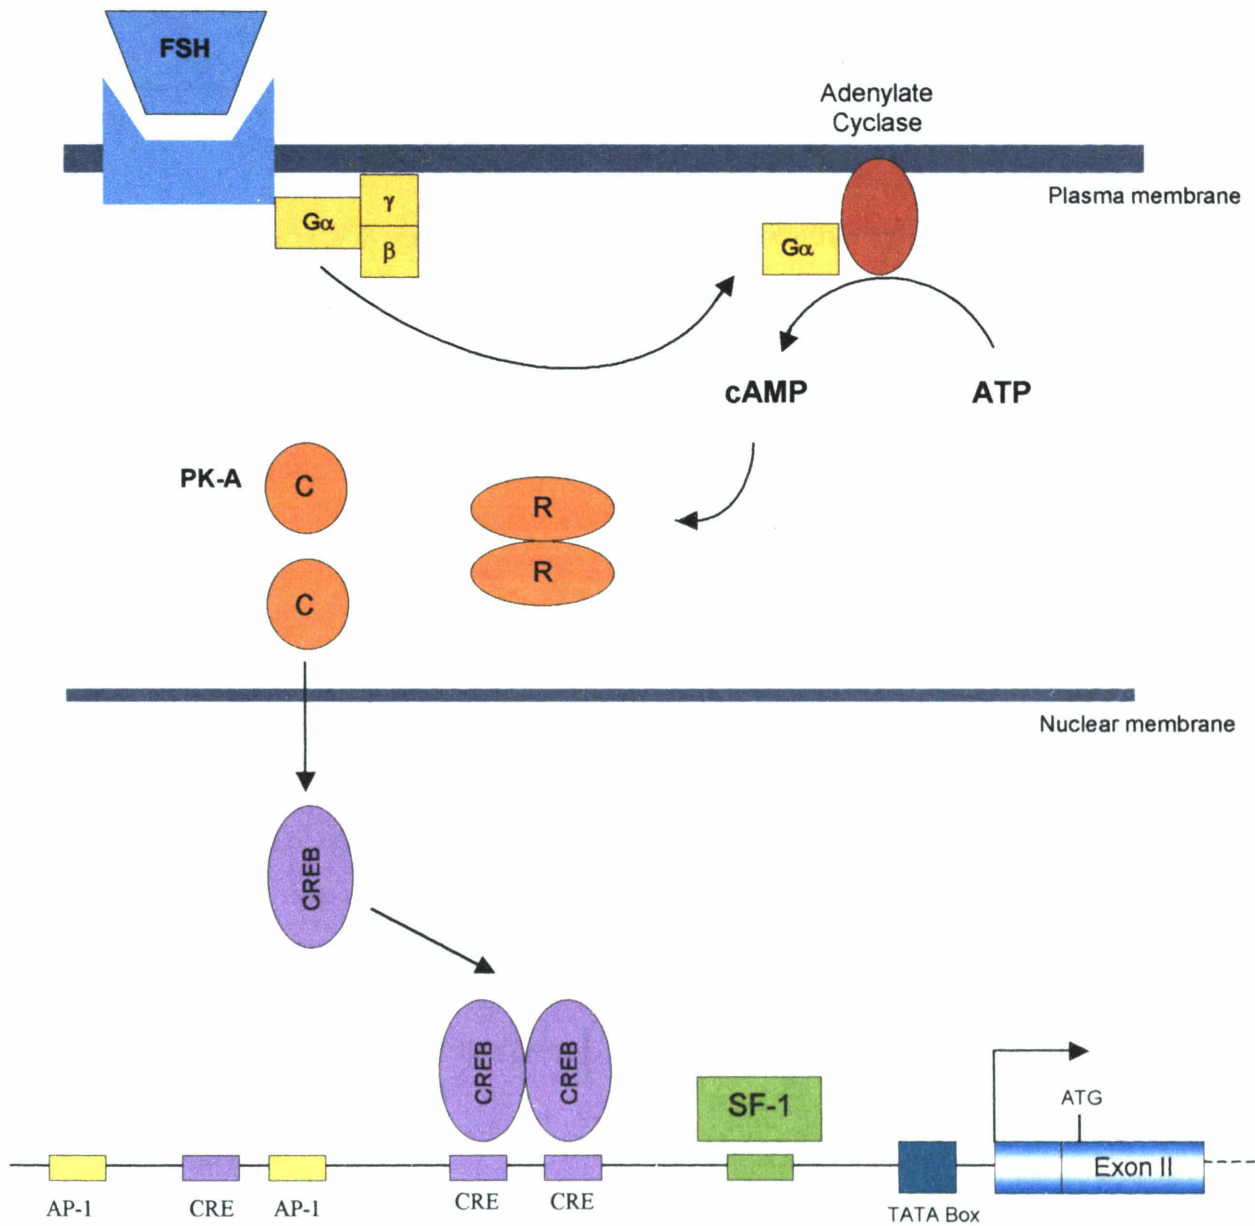 FSH
Adenylate
Cyclase
Plasma membrane
Gα
γ
β
Gα
cAMP
ATP
PK-A
C
R
R
C
Nuclear membrane
CREB
CREB
CREB
SF-1
ATG
Exon II
AP-1
CRE
AP-1
CRE
CRE
TATA Box